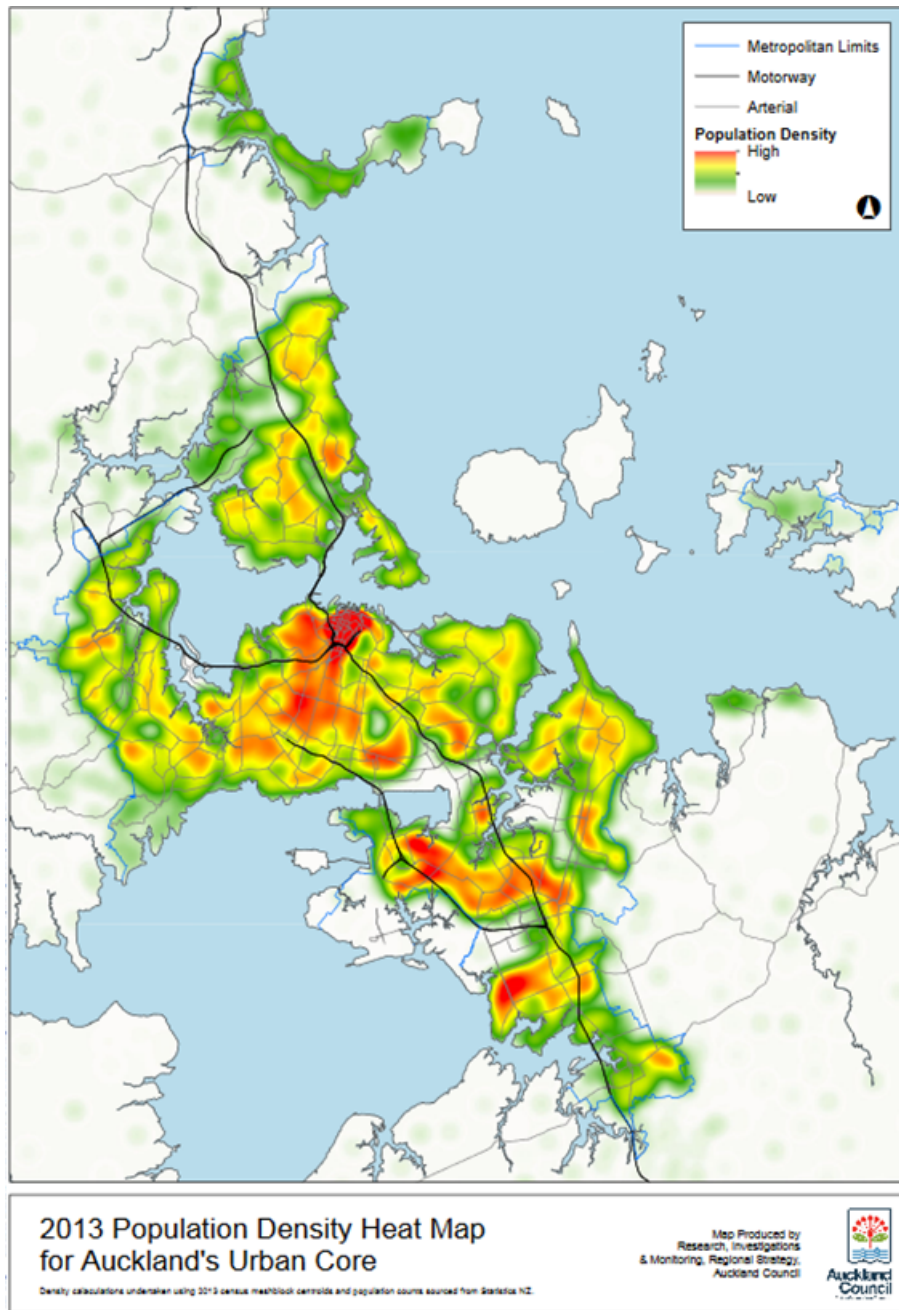 Metropolitan Limits
Motorway
Arterial
Population Density
High
Low
2013 Population Density Heat Map
for Auckland's Urban Core
Density calculations undertaken using 2013 census meshblock centroids and population counts sourced from Statistics NZ.
Map Produced by
Research, Investigations
& Monitoring, Regional Strategy,
Auckland Council
Auckland
Council